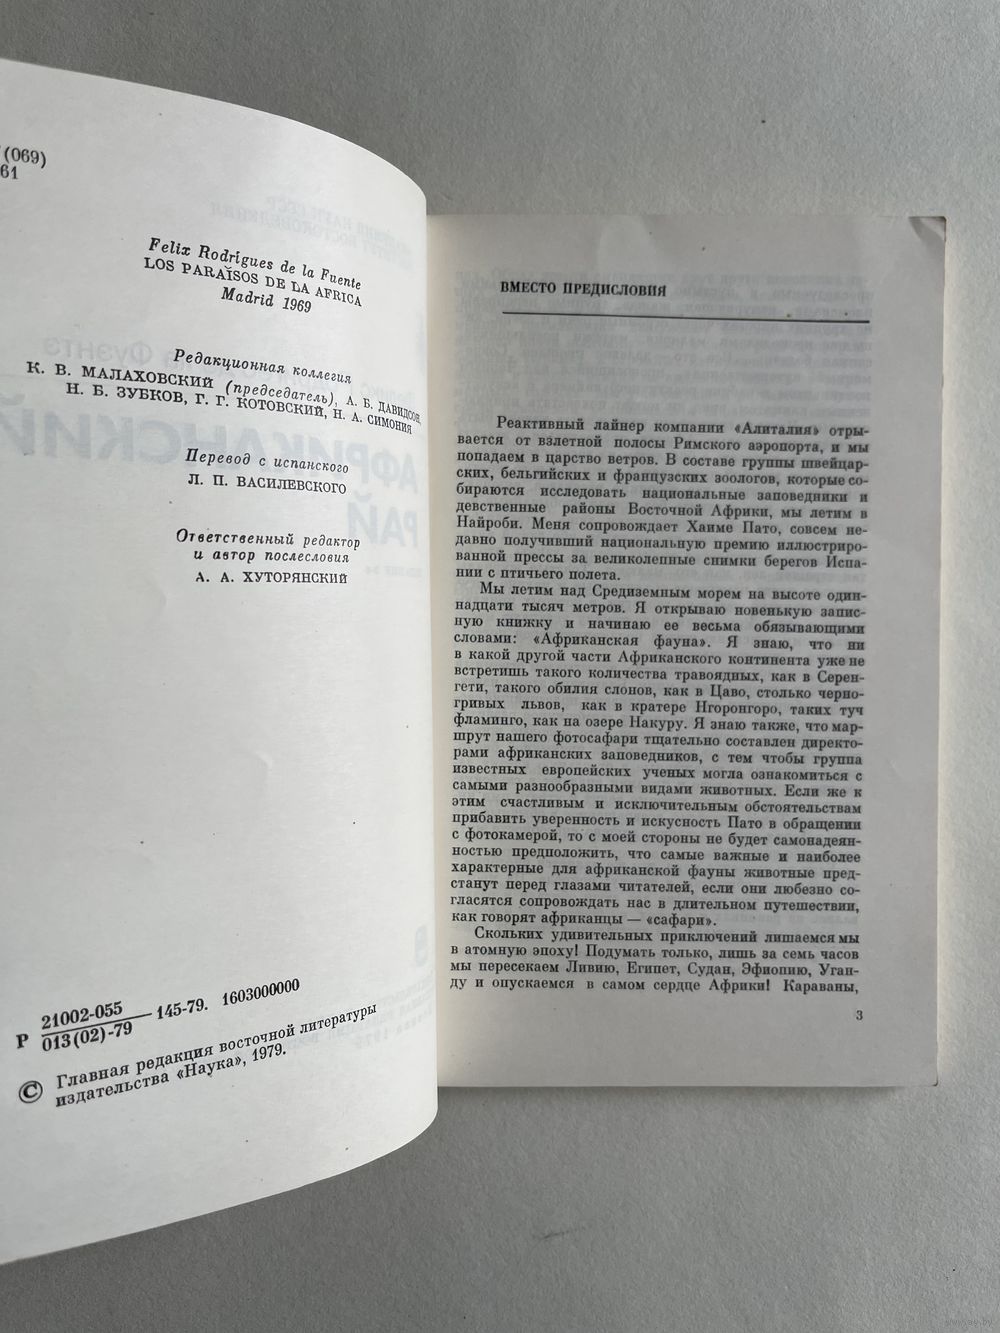 (069)
61
Felix Rodrigues de la Fuente
LOS PARAÍSOS DE LA AFRICA
Madrid 1969
Редакционная коллегия
К. В. МАЛАХОВСКИЙ (председатель), А. Б. ДАВИДСОН,
Н. Б. ЗУБКОВ, Г. Г. КОТОВСКИЙ, Н. А. СИМОНИЯ
Перевод с испанского
Л. П. ВАСИЛЕВСКОГО
Ответственный редактор
и автор послесловия
А. А. ХУТОРЯНСКИЙ
Р 21002-055
013(02)-79 145-79. 1603000000
© Главная редакция восточной литературы
издательства «Наука», 1979.
ВМЕСТО ПРЕДИСЛОВИЯ
Реактивный лайнер компании «Алиталия» отры-
вается от взлетной полосы Римского аэропорта, и мы
попадаем в царство ветров. В составе группы швейцар-
ских, бельгийских и французских зоологов, которые со-
бираются исследовать национальные заповедники и
девственные районы Восточной Африки, мы летим в
Найроби. Меня сопровождает Хаиме Пато, совсем не-
давно получивший национальную премию иллюстриро-
ванной прессы за великолепные снимки берегов Испа-
нии с птичьего полета.
Мы летим над Средиземным морем на высоте один-
надцати тысяч метров. Я открываю новенькую запис-
ную книжку и начинаю ее весьма обязывающими
словами: «Африканская фауна». Я знаю, что ни
в какой другой части Африканского континента уже не
встретишь такого количества травоядных, как в Серен-
гети, такого обилия слонов, как в Цаво, столько черно-
гривых львов, как в кратере Нгоронгоро, таких туч
фламинго, как на озере Накуру. Я знаю также, что мар-
шрут нашего фотосафари тщательно составлен директо-
рами африканских заповедников, с тем чтобы группа
известных европейских ученых могла ознакомиться с
самыми разнообразными видами животных. Если же к
этим счастливым и исключительным обстоятельствам
прибавить уверенность и искусность Пато в обращении
с фотокамерой, то с моей стороны не будет самонадеян-
ностью предположить, что самые важные и наиболее
характерные для африканской фауны животные пред-
станут перед глазами читателей, если они любезно со-
гласятся сопровождать нас в длительном путешествии,
как говорят африканцы — «сафари».
Скольких удивительных приключений лишаемся мы
в атомную эпоху! Подумать только, лишь за семь часов
мы пересекаем Ливию, Египет, Судан, Эфиопию, Уган-
ду и опускаемся в самом сердце Африки! Караваны,
3